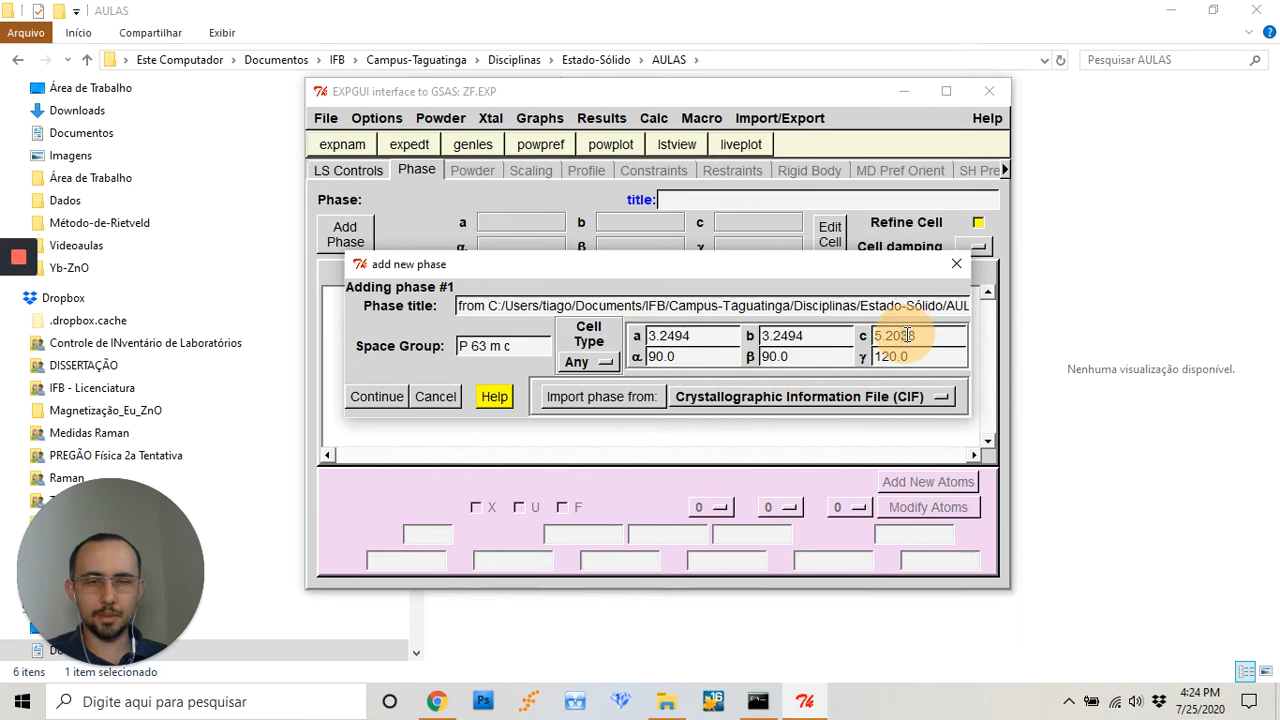 AULAS
Arquivo Início Compartilhar Exibir
Este Computador Documentos IFB Campus-Taguatinga Disciplinas Estado-Sólido AULAS
Pesquisar AULAS
Área de Trabalho
Downloads
Documentos
Imagens
Área de Trabalho
Dados
Método-de-Rietveld
Videoaulas
Yb-ZnO
Dropbox
.dropbox.cache
Controle de INventário de Laboratório
DISSERTAÇÃO
IFB - Licenciatura
Magnetização_Eu_ZnO
Medidas Raman
PREGÃO Física 2a Tentativa
Raman
EXPGUI interface to GSAS: ZF.EXP
File Options Powder Xtal Graphs Results Calc Macro Import/Export Help
expnam expedt genles powpref powplot lstview liveplot
LS Controls Phase Powder Scaling Profile Constraints Restraints Rigid Body MD Pref Orient SH Pre
Phase: title:
Add Phase a b c Edit Cell Refine Cell
α β γ Cell damping
add new phase
Adding phase #1
Phase title: from C:/Users/tiago/Documents/IFB/Campus-Taguatinga/Disciplinas/Estado-Sólido/AUL
Space Group: P 63 m c Cell Type Any
a 3.2494 b 3.2494 c
α. 90.0 β 90.0 γ 120.0
Continue Cancel Help Import phase from: Crystallographic Information File (CIF)
Add New Atoms
X U F 0 0 0 Modify Atoms
Nenhuma visualização disponível.
6 itens 1 item selecionado
Digite aqui para pesquisar
16
4:24 PM
7/25/2020